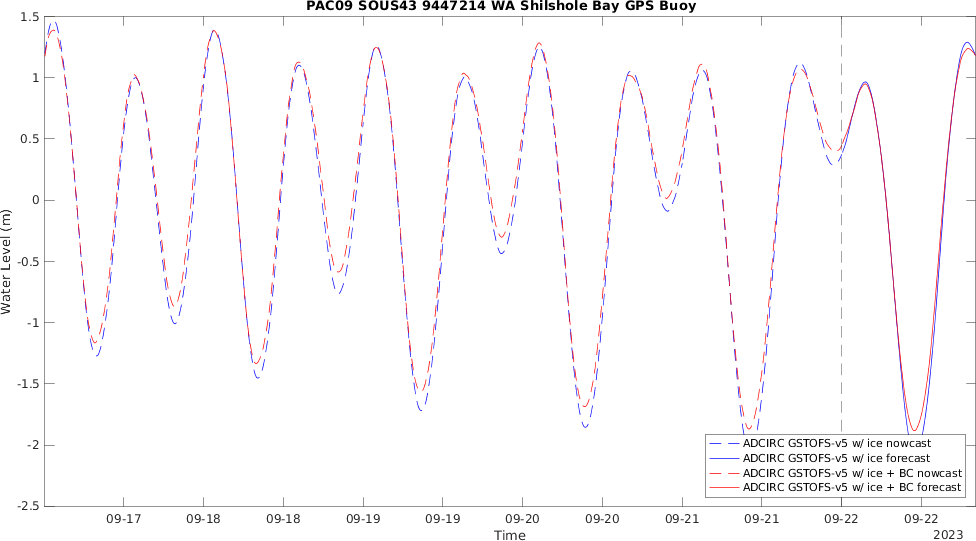 PAC09 SOUS43 9447214 WA Shilshole Bay GPS Buoy
1.5
1
0.5
0
-0.5
-1
-1.5
-2
-2.5
Water Level (m)
ADCIRC GSTOFS-v5 w/ ice nowcast
ADCIRC GSTOFS-v5 w/ ice forecast
ADCIRC GSTOFS-v5 w/ ice + BC nowcast
ADCIRC GSTOFS-v5 w/ ice + BC forecast
09-17 09-18 09-18 09-19 09-19 09-20 09-20 09-21 09-21 09-22 09-22
Time
2023